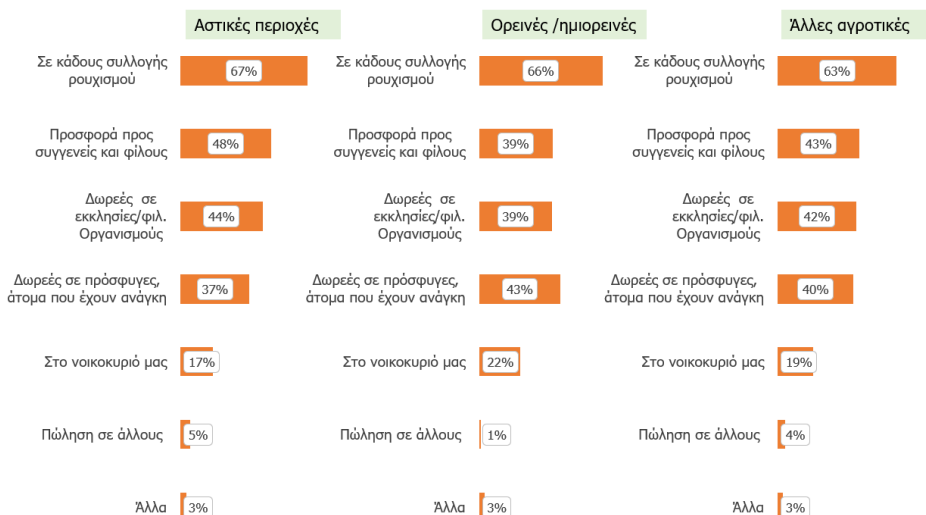 Αστικές περιοχές
Σε κάδους συλλογής
ρουχισμού
67%
Προσφορά προς
συγγενείς και φίλους
48%
Δωρεές σε
εκκλησίες/φιλ.
Οργανισμούς
44%
Δωρεές σε πρόσφυγες,
άτομα που έχουν ανάγκη
37%
Στο νοικοκυριό μας
17%
Πώληση σε άλλους
5%
Άλλα
3%
Ορεινές /ημιορεινές
Σε κάδους συλλογής
ρουχισμού
66%
Προσφορά προς
συγγενείς και φίλους
39%
Δωρεές σε
εκκλησίες/φιλ.
Οργανισμούς
39%
Δωρεές σε πρόσφυγες,
άτομα που έχουν ανάγκη
43%
Στο νοικοκυριό μας
22%
Πώληση σε άλλους
1%
Άλλα
3%
Άλλες αγροτικές
Σε κάδους συλλογής
ρουχισμού
63%
Προσφορά προς
συγγενείς και φίλους
43%
Δωρεές σε
εκκλησίες/φιλ.
Οργανισμούς
42%
Δωρεές σε πρόσφυγες,
άτομα που έχουν ανάγκη
40%
Στο νοικοκυριό μας
19%
Πώληση σε άλλους
4%
Άλλα
3%